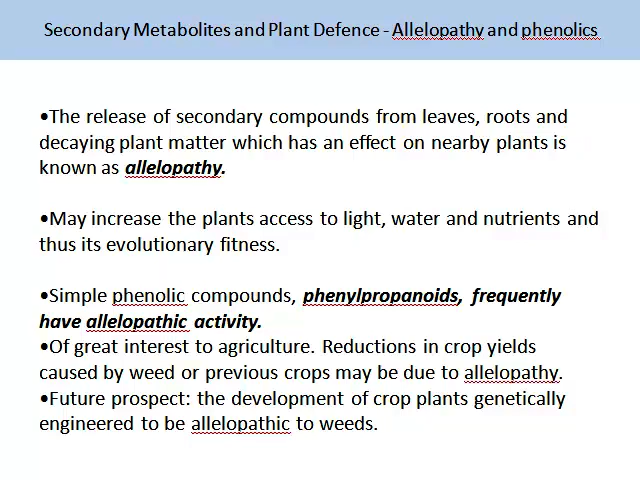 Secondary Metabolites and Plant Defence - Allelopathy and phenolics
•The release of secondary compounds from leaves, roots and
decaying plant matter which has an effect on nearby plants is
known as allelopathy.
•May increase the plants access to light, water and nutrients and
thus its evolutionary fitness.
•Simple phenolic compounds, phenylpropanoids, frequently
have allelopathic activity.
•Of great interest to agriculture. Reductions in crop yields
caused by weed or previous crops may be due to allelopathy.
•Future prospect: the development of crop plants genetically
engineered to be allelopathic to weeds.